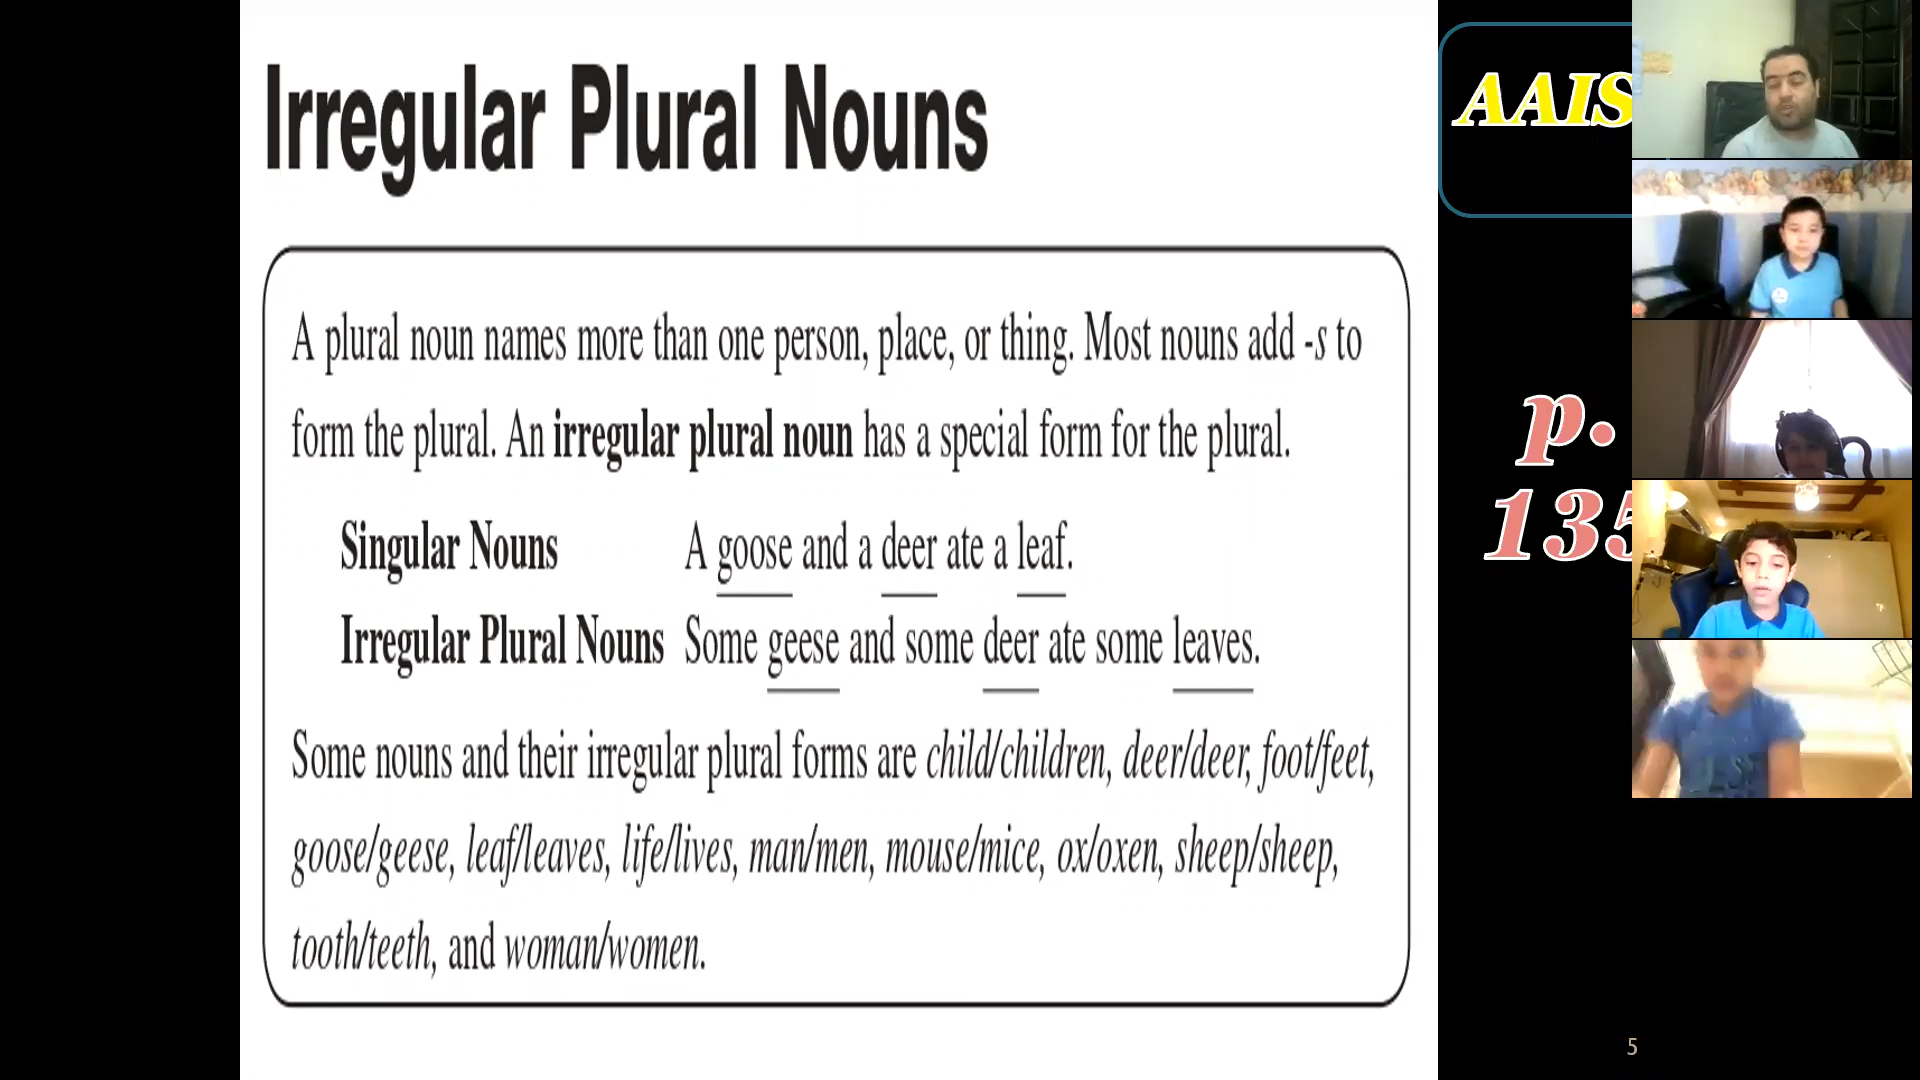 Irregular Plural Nouns
A plural noun names more than one person, place, or thing. Most nouns add -s to
form the plural. An irregular plural noun has a special form for the plural.
Singular Nouns A goose and a deer ate a leaf.
Irregular Plural Nouns Some geese and some deer ate some leaves.
Some nouns and their irregular plural forms are child/children, deer/deer, foot/feet,
goose/geese, leaf/leaves, life/lives, man/men, mouse/mice, ox/oxen, sheep/sheep,
tooth/teeth, and woman/women.
AAIS
p.
135
5